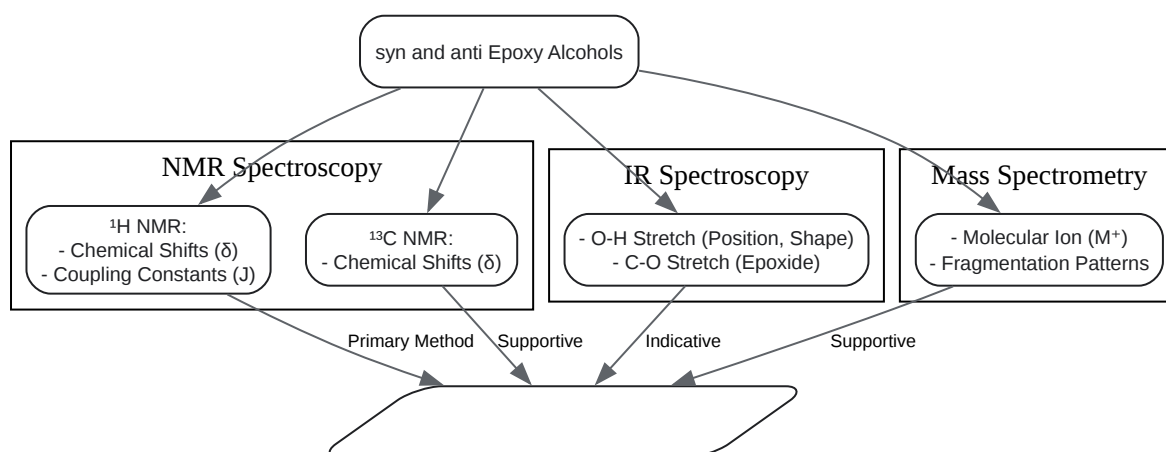 syn and anti Epoxy Alcohols
NMR Spectroscopy
IR Spectroscopy
Mass Spectrometry
¹H NMR:
- Chemical Shifts (δ)
- Coupling Constants (J)
¹³C NMR:
- Chemical Shifts (δ)
- O-H Stretch (Position, Shape)
- C-O Stretch (Epoxide)
- Molecular Ion (M⁺)
- Fragmentation Patterns
Primary Method
Supportive
Indicative
Supportive